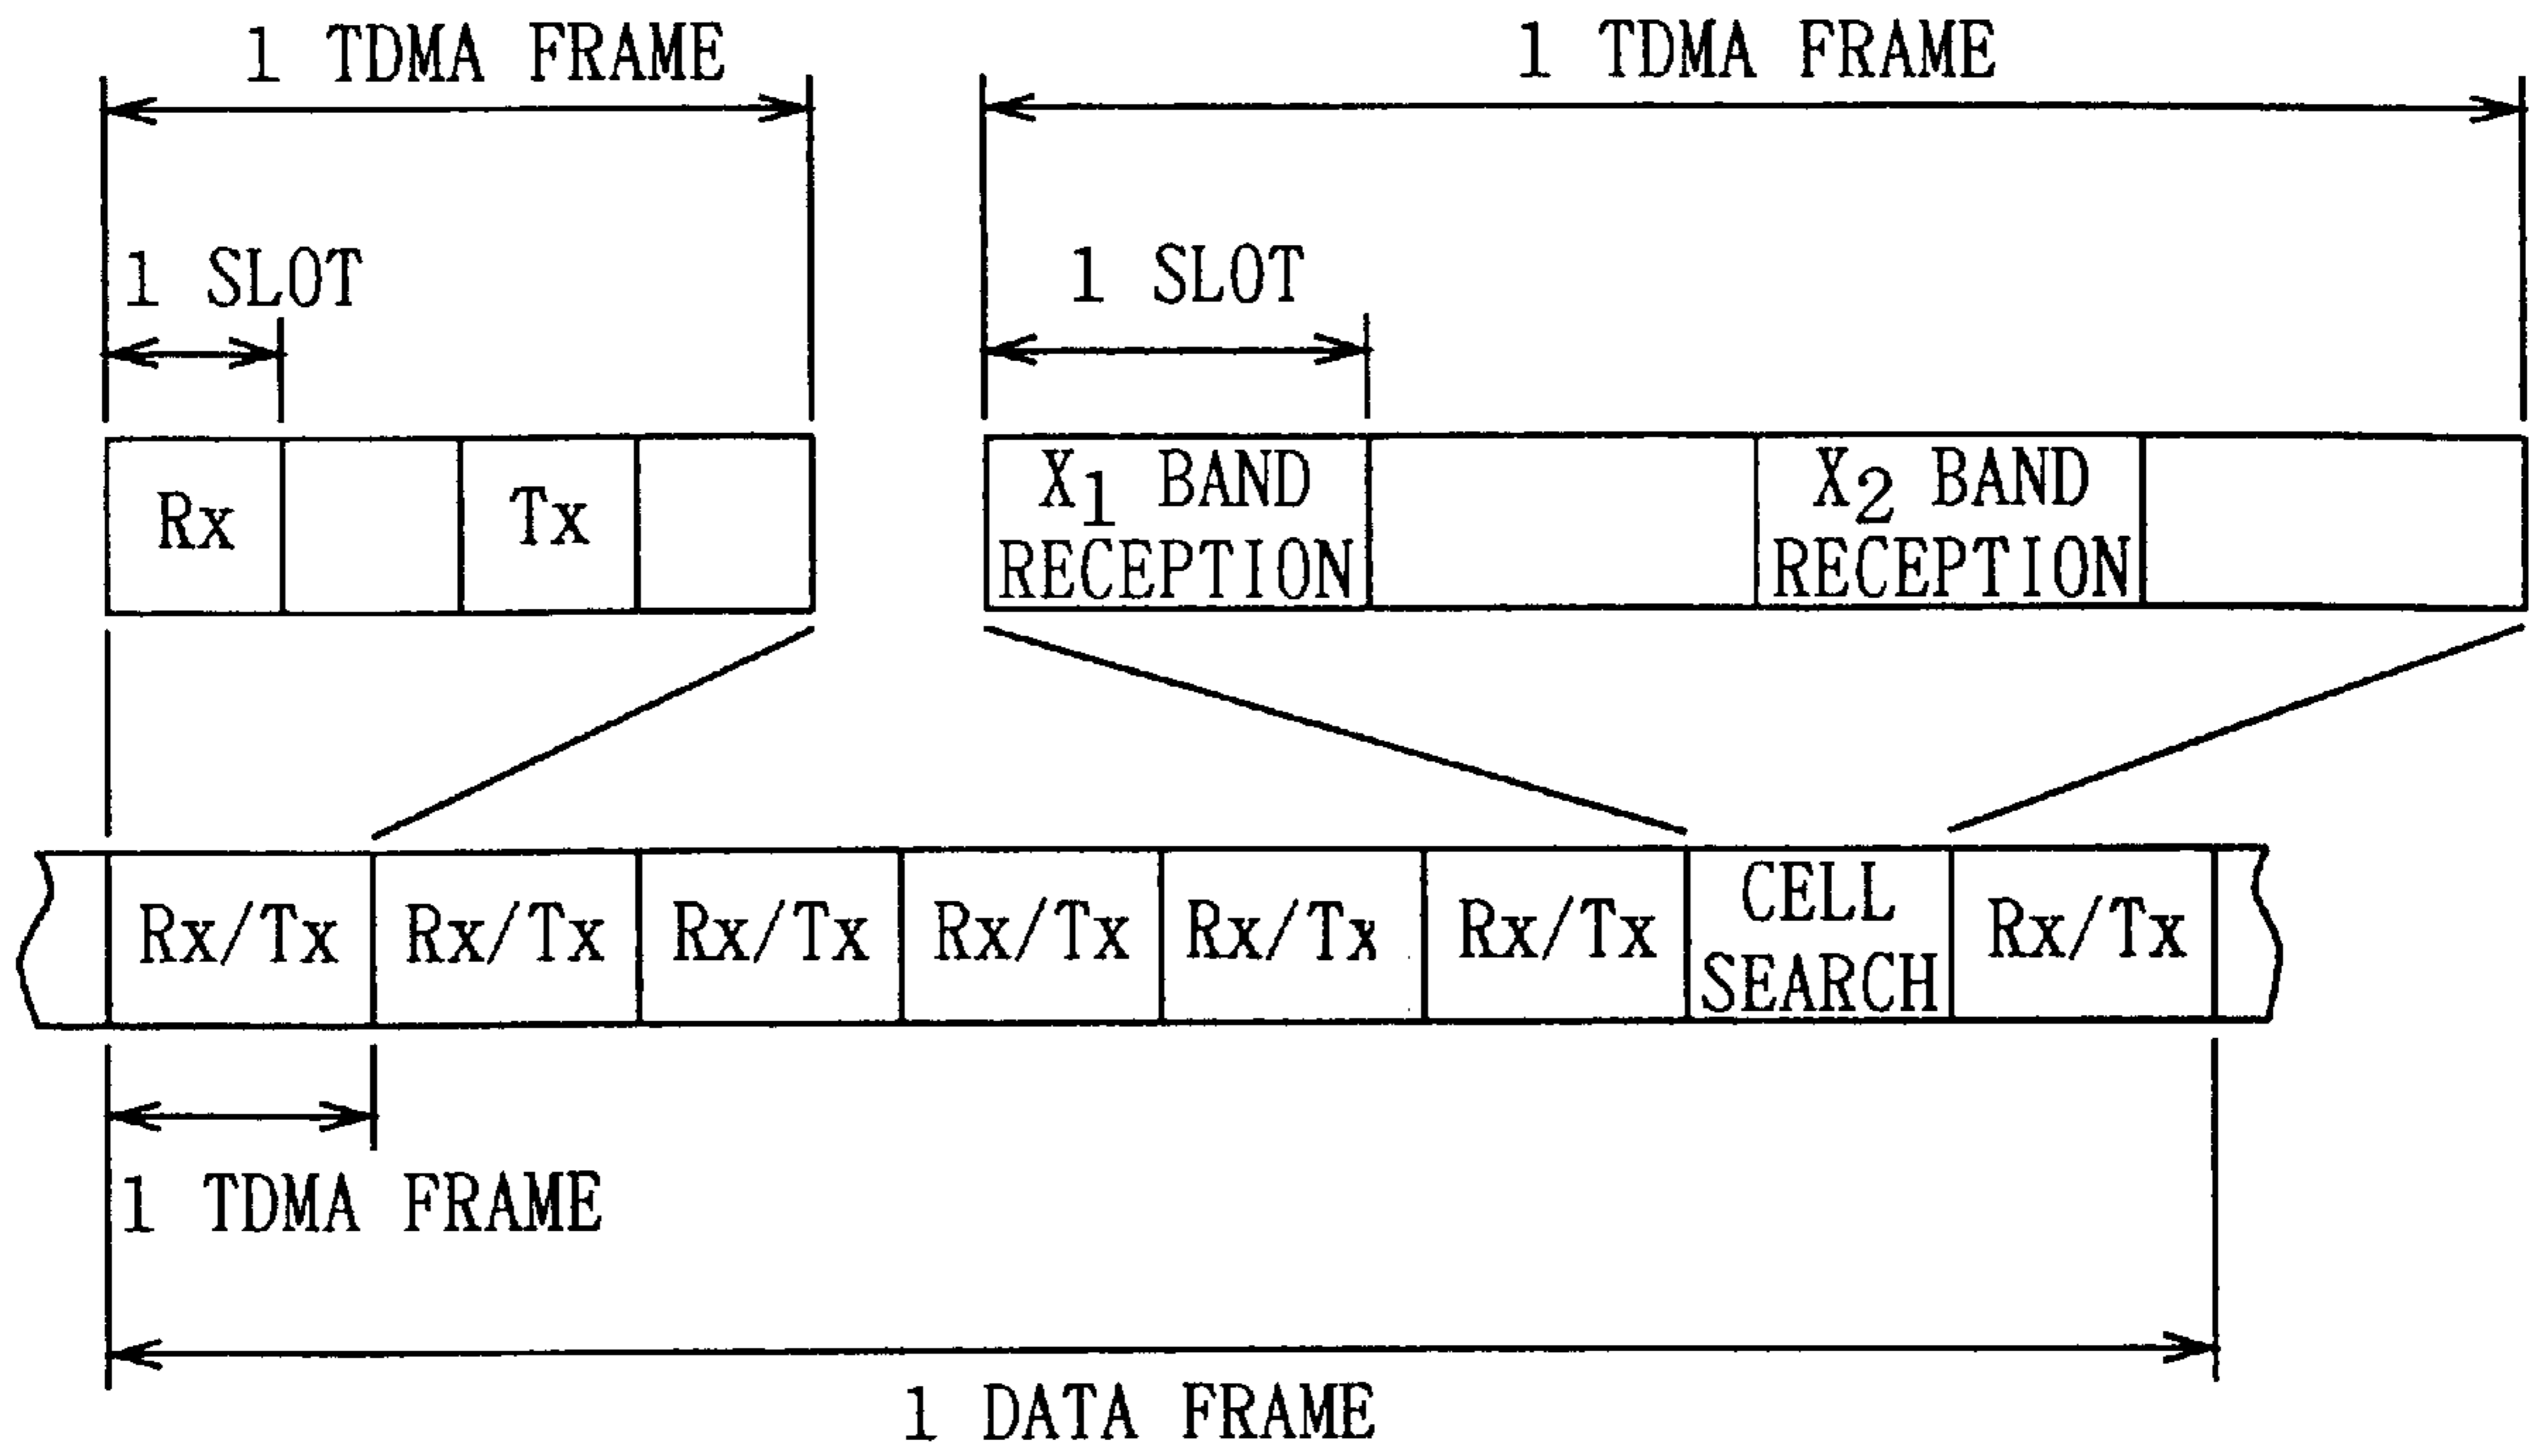 1 TDMA FRAME
1 TDMA FRAME
1 SLOT
1 SLOT
Rx
Tx
X1 BAND
RECEPTION
X2 BAND
RECEPTION
Rx/Tx
Rx/Tx
Rx/Tx
Rx/Tx
Rx/Tx
Rx/Tx
CELL
SEARCH
Rx/Tx
1 TDMA FRAME
1 DATA FRAME